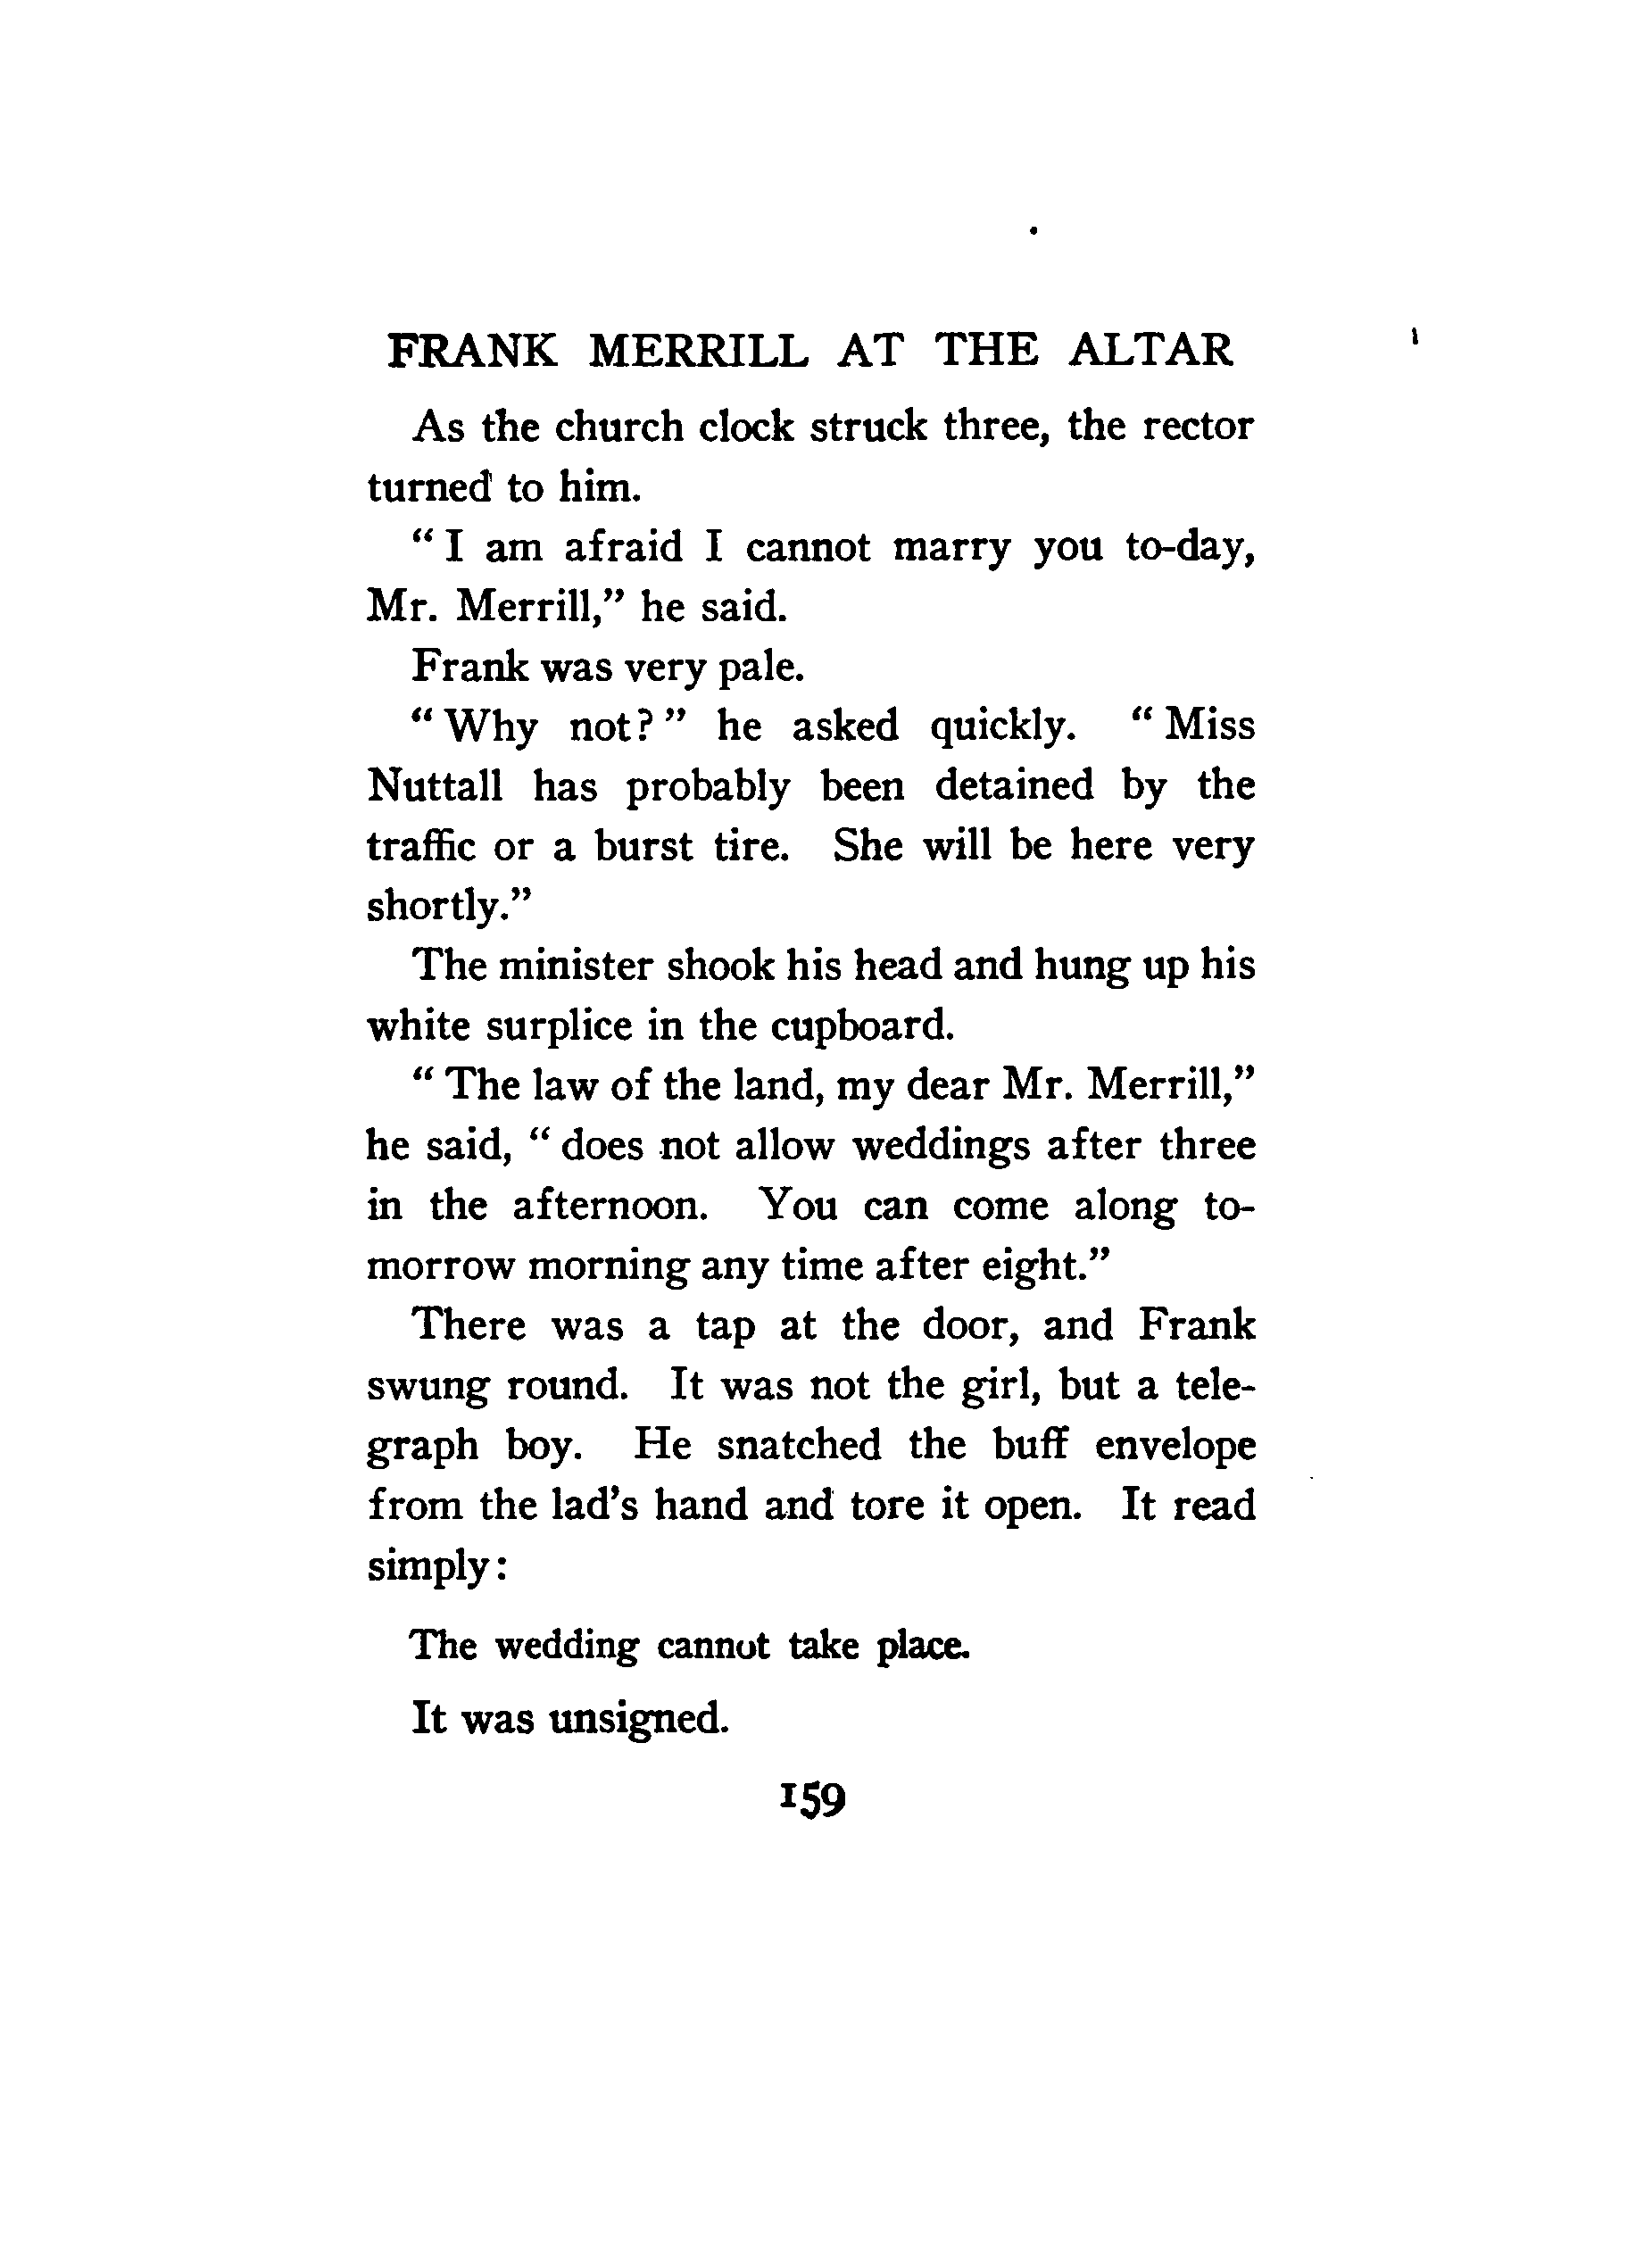 FRANK MERRILL AT THE ALTAR
As the church clock struck three, the rector
turned to him.
“ I am afraid I cannot marry you to-day,
Mr. Merrill,” he said.
Frank was very pale.
“ Why not? ” he asked quickly. “ Miss
Nuttall has probably been detained by the
traffic or a burst tire. She will be here very
shortly.”
The minister shook his head and hung up his
white surplice in the cupboard.
“ The law of the land, my dear Mr. Merrill,”
he said, “ does not allow weddings after three
in the afternoon. You can come along to-
morrow morning any time after eight.”
There was a tap at the door, and Frank
swung round. It was not the girl, but a tele-
graph boy. He snatched the buff envelope
from the lad’s hand and tore it open. It read
simply:
The wedding cannot take place.
It was unsigned.
159